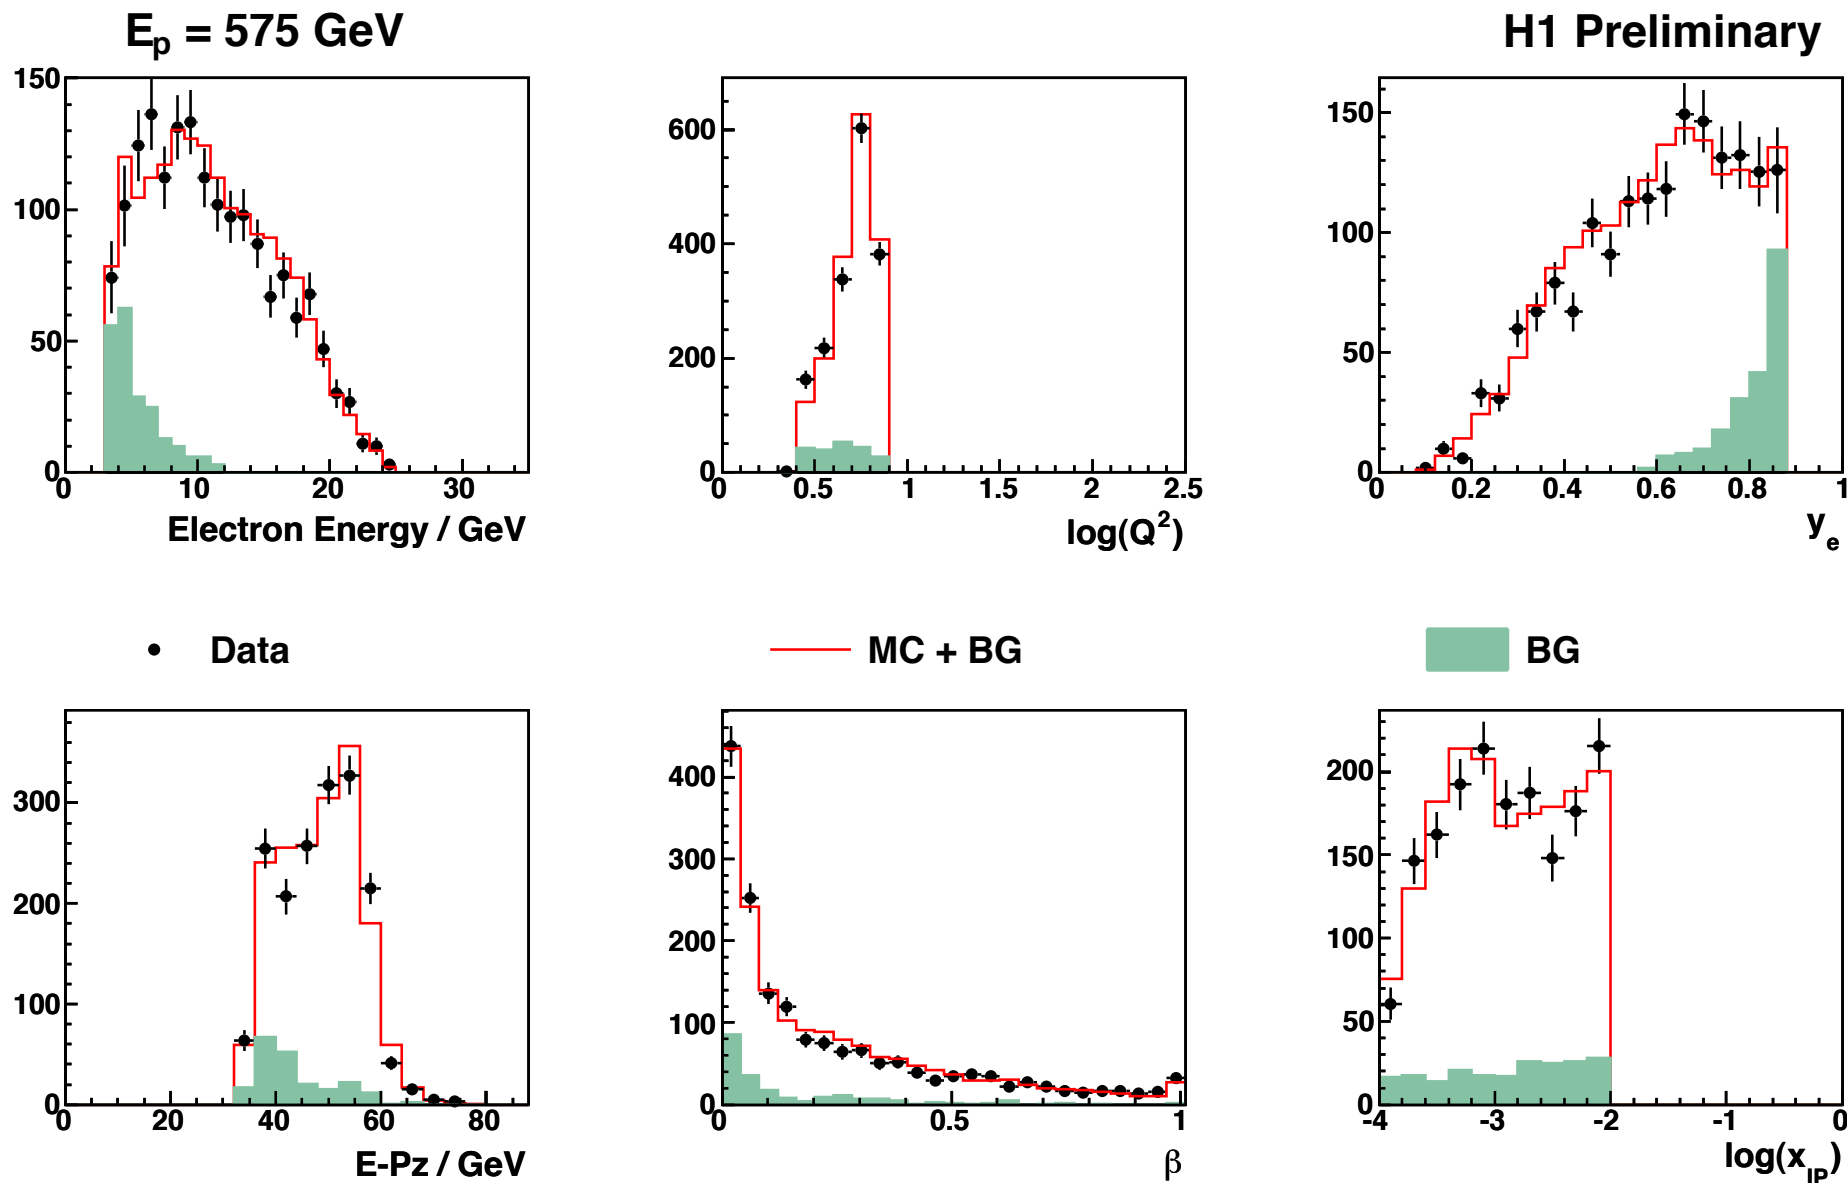 E_p = 575 GeV
H1 Preliminary
150
100
50
0
0 10 20 30
Electron Energy / GeV
600
400
200
0
0 0.5 1 1.5 2 2.5
log(Q²)
150
100
50
0
0 0.2 0.4 0.6 0.8 1
y_e
Data
MC + BG
BG
300
200
100
0
0 20 40 60 80
E-Pz / GeV
400
300
200
100
0
0 0.5 1
β
200
150
100
50
0
-4 -3 -2 -1 0
log(x_IP)